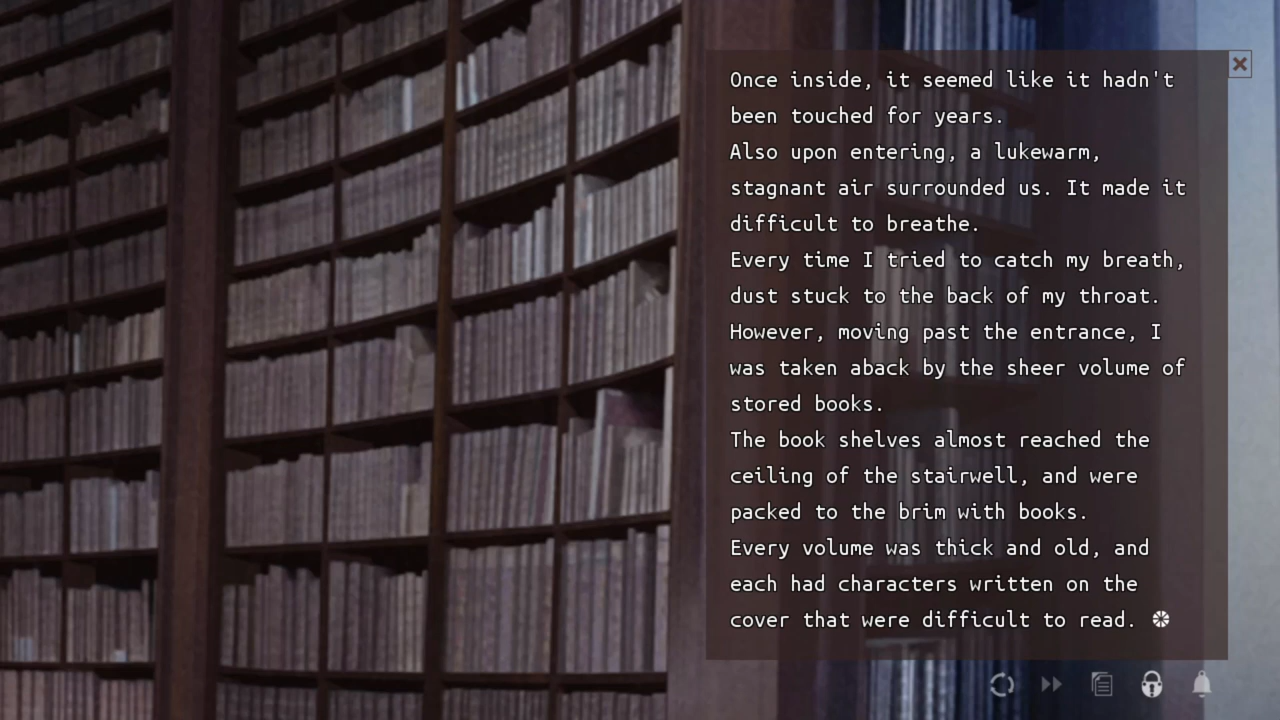 Once inside, it seemed like it hadn't
been touched for years.
Also upon entering, a lukewarm,
stagnant air surrounded us. It made it
difficult to breathe.
Every time I tried to catch my breath,
dust stuck to the back of my throat.
However, moving past the entrance, I
was taken aback by the sheer volume of
stored books.
The book shelves almost reached the
ceiling of the stairwell, and were
packed to the brim with books.
Every volume was thick and old, and
each had characters written on the
cover that were difficult to read.